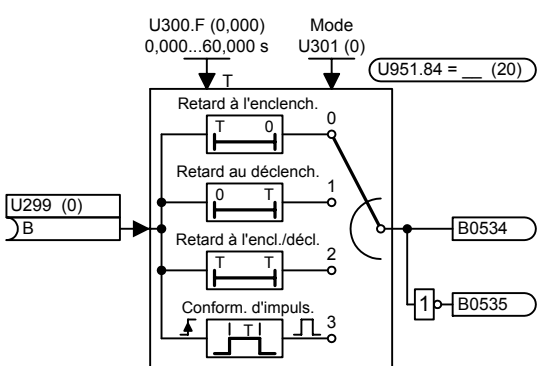 U300.F (0,000)
0,000...60,000 s
T
Mode
U301 (0)
U951.84 = __ (20)
Retard à l'enclench.
T 0
0
Retard au déclench.
0 T
1
U299 (0)
B
Retard à l'encl./décl.
T T
2
B0534
Conform. d'impuls.
T
3
1
B0535